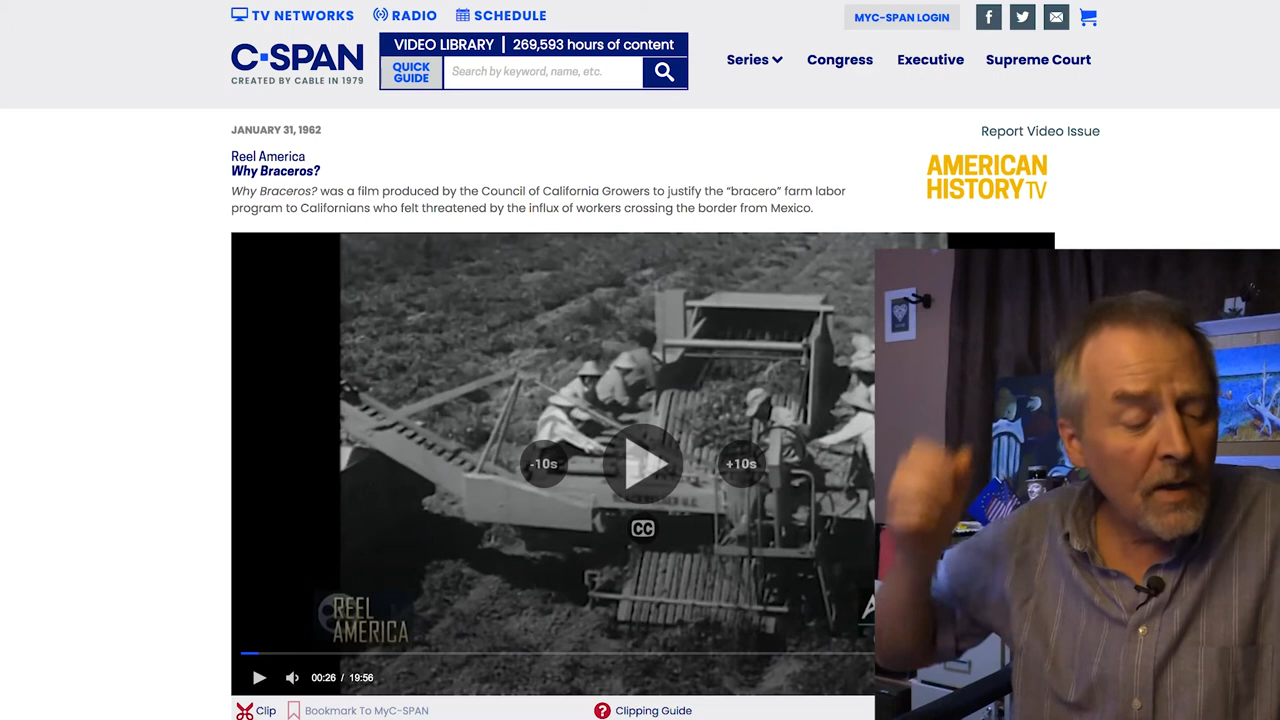 TV NETWORKS RADIO SCHEDULE
MYC-SPAN LOGIN
C·SPAN
CREATED BY CABLE IN 1979
VIDEO LIBRARY | 269,593 hours of content
QUICK
GUIDE
Search by keyword, name, etc.
Series Congress Executive Supreme Court
JANUARY 31, 1962
Report Video Issue
Reel America
Why Braceros?
Why Braceros? was a film produced by the Council of California Growers to justify the “bracero” farm labor
program to Californians who felt threatened by the influx of workers crossing the border from Mexico.
AMERICAN
HISTORY TV
-10s
+10s
CC
REEL
AMERICA
00:26 / 19:56
Clip Bookmark To MyC-SPAN Clipping Guide